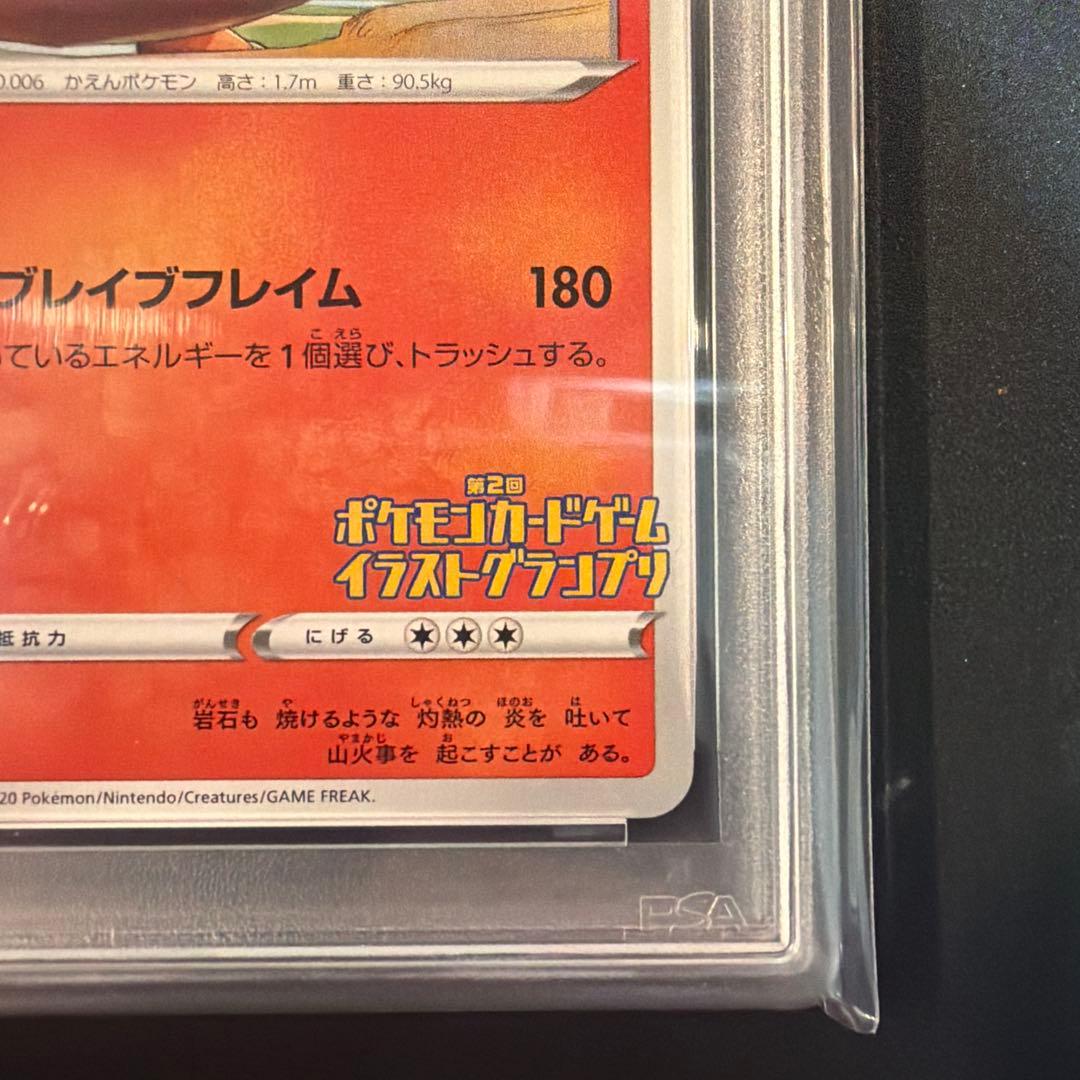 0.006 かえんポケモン 高さ：1.7m 重さ：90.5kg
ブレイブフレイム 180
ているエネルギーを1個選び、トラッシュする。
第2回
ポケモンカードゲーム
イラストグランプリ
抵抗力 にげる
岩石も 焼けるような 灼熱の 炎を 吐いて
山火事を 起こすことが ある。
20 Pokémon/Nintendo/Creatures/GAME FREAK.
PSA